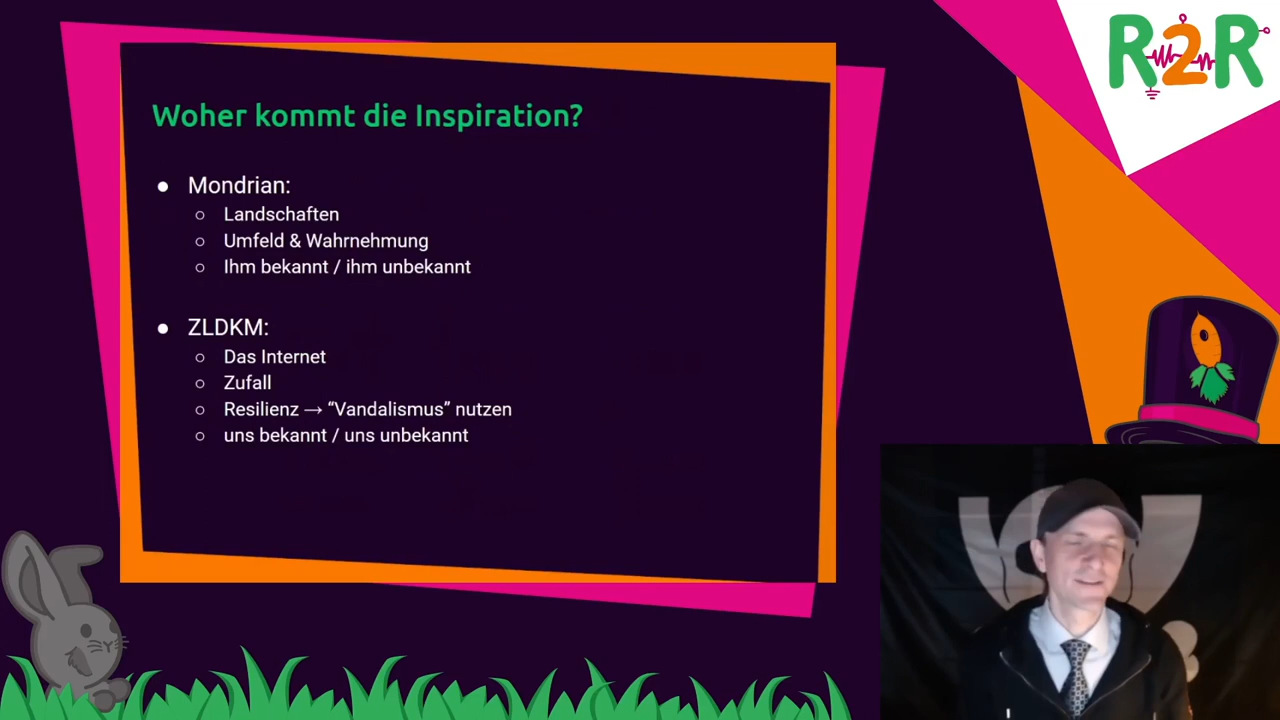 R2R
Woher kommt die Inspiration?
Mondrian:
Landschaften
Umfeld & Wahrnehmung
Ihm bekannt / ihm unbekannt
ZLDKM:
Das Internet
Zufall
Resilienz → “Vandalismus” nutzen
uns bekannt / uns unbekannt